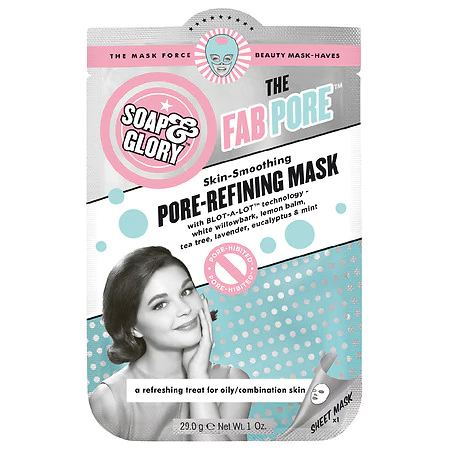 THE MASK FORCE
BEAUTY MASK-HAVES
SOAP &
GLORY™
THE
FAB PORE™
Skin-Smoothing
PORE-REFINING MASK
with BLOT-A-LOT™ technology -
white willowbark, lemon balm,
tea tree, lavender, eucalyptus & mint
PORE-HIBITED
PORE-HIBITED
a refreshing treat for oily/combination skin
SHEET MASK
x1
29.0 g ℮ Net Wt. 1 Oz.